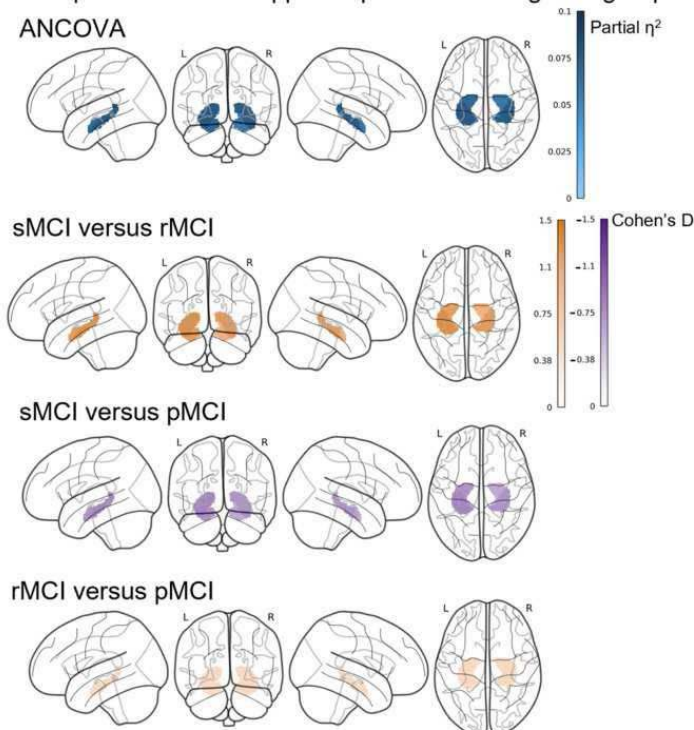 ANCOVA
L R
0.1
Partial η²
0.075
0.05
0.025
0
sMCI versus rMCI
L R
1.5
1.1
0.75
0.38
0
-1.5
-1.1
-0.75
-0.38
0
Cohen's D
sMCI versus pMCI
L R
rMCI versus pMCI
L R